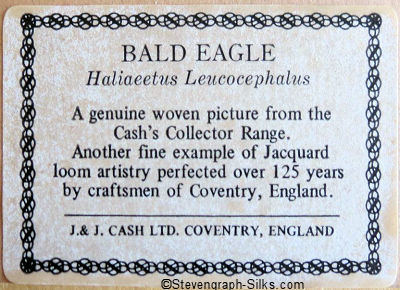 BALD EAGLE
Haliaeetus Leucocephalus
A genuine woven picture from the
Cash's Collector Range.
Another fine example of Jacquard
loom artistry perfected over 125 years
by craftsmen of Coventry, England.
J.& J. CASH LTD. COVENTRY, ENGLAND
©Stevengraph-Silks.com